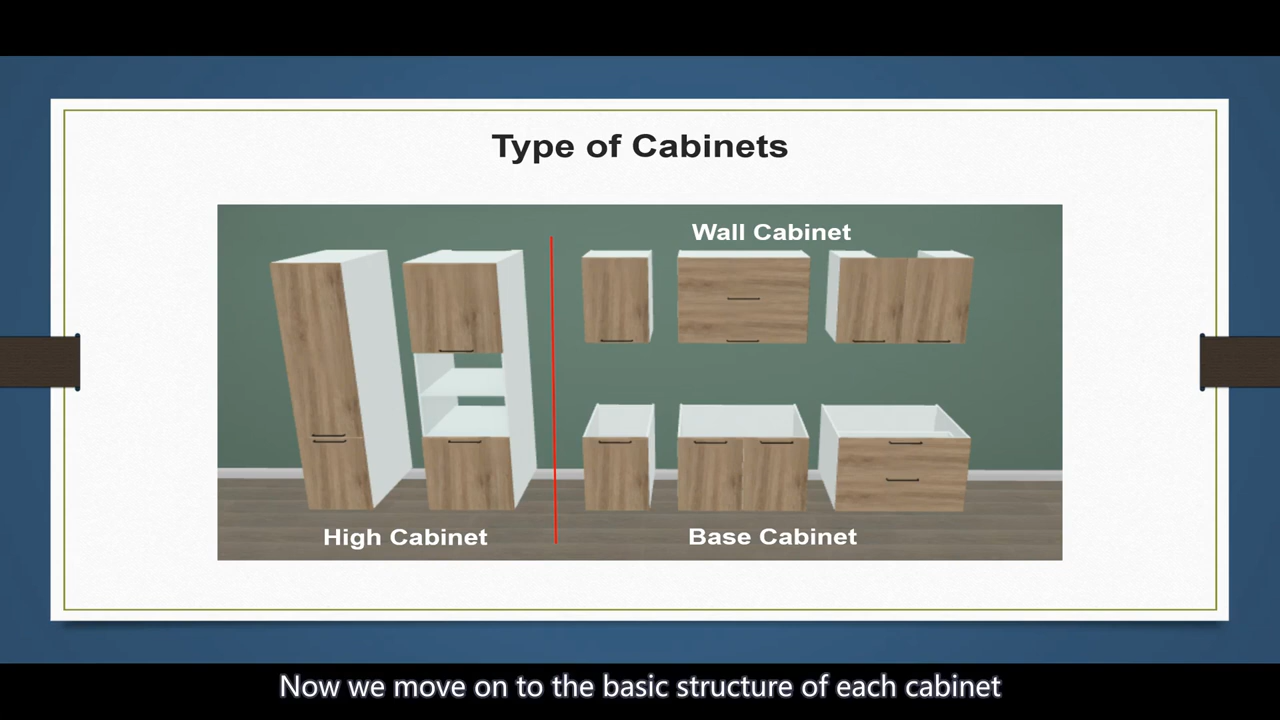 Type of Cabinets
Wall Cabinet
High Cabinet
Base Cabinet
Now we move on to the basic structure of each cabinet